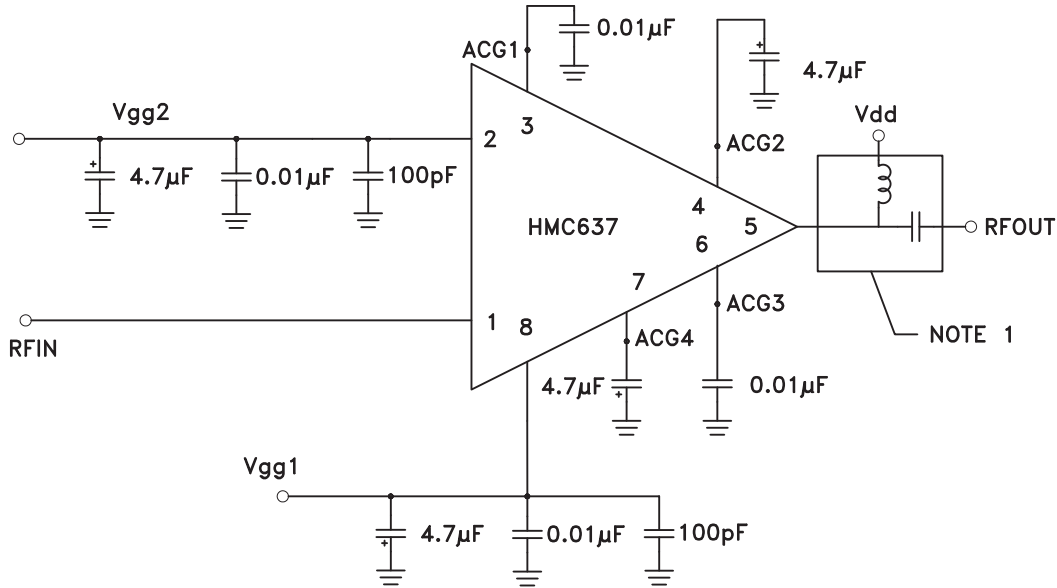 ACG1
0.01µF
+
4.7µF
Vgg2
2
3
ACG2
Vdd
+
4.7µF
0.01µF
100pF
HMC637
4
5
6
RFOUT
7
ACG3
1
8
ACG4
NOTE 1
RFIN
4.7µF
+
0.01µF
Vgg1
4.7µF
+
0.01µF
100pF